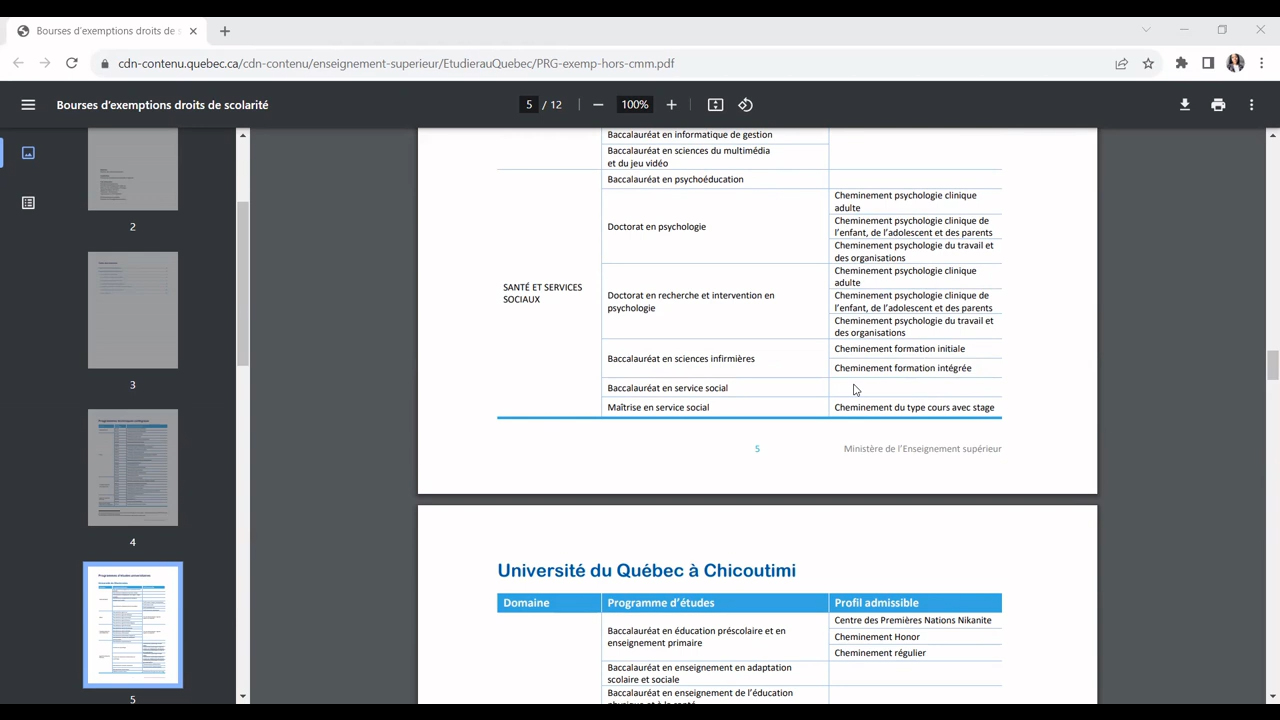 Bourses d'exemptions droits de s
cdn-contenu.quebec.ca/cdn-contenu/enseignement-superieur/EtudierauQuebec/PRG-exemp-hors-cmm.pdf
Bourses d'exemptions droits de scolarité
5 / 12
100%
2
3
4
5
Baccalauréat en informatique de gestion
Baccalauréat en sciences du multimédia
et du jeu vidéo
SANTÉ ET SERVICES
SOCIAUX
Baccalauréat en psychoéducation
Doctorat en psychologie
Cheminement psychologie clinique
adulte
Cheminement psychologie clinique de
l'enfant, de l'adolescent et des parents
Cheminement psychologie du travail et
des organisations
Doctorat en recherche et intervention en
psychologie
Cheminement psychologie clinique
adulte
Cheminement psychologie clinique de
l'enfant, de l'adolescent et des parents
Cheminement psychologie du travail et
des organisations
Baccalauréat en sciences infirmières
Cheminement formation initiale
Cheminement formation intégrée
Baccalauréat en service social
Maîtrise en service social
Cheminement du type cours avec stage
5
Ministère de l'Enseignement supérieur
Université du Québec à Chicoutimi
Domaine
Programme d'études
Profil admissible
Baccalauréat en éducation préscolaire et en
enseignement primaire
Centre des Premières Nations Nikanite
Cheminement Honor
Cheminement régulier
Baccalauréat en enseignement en adaptation
scolaire et sociale
Baccalauréat en enseignement de l'éducation
physique et à la santé